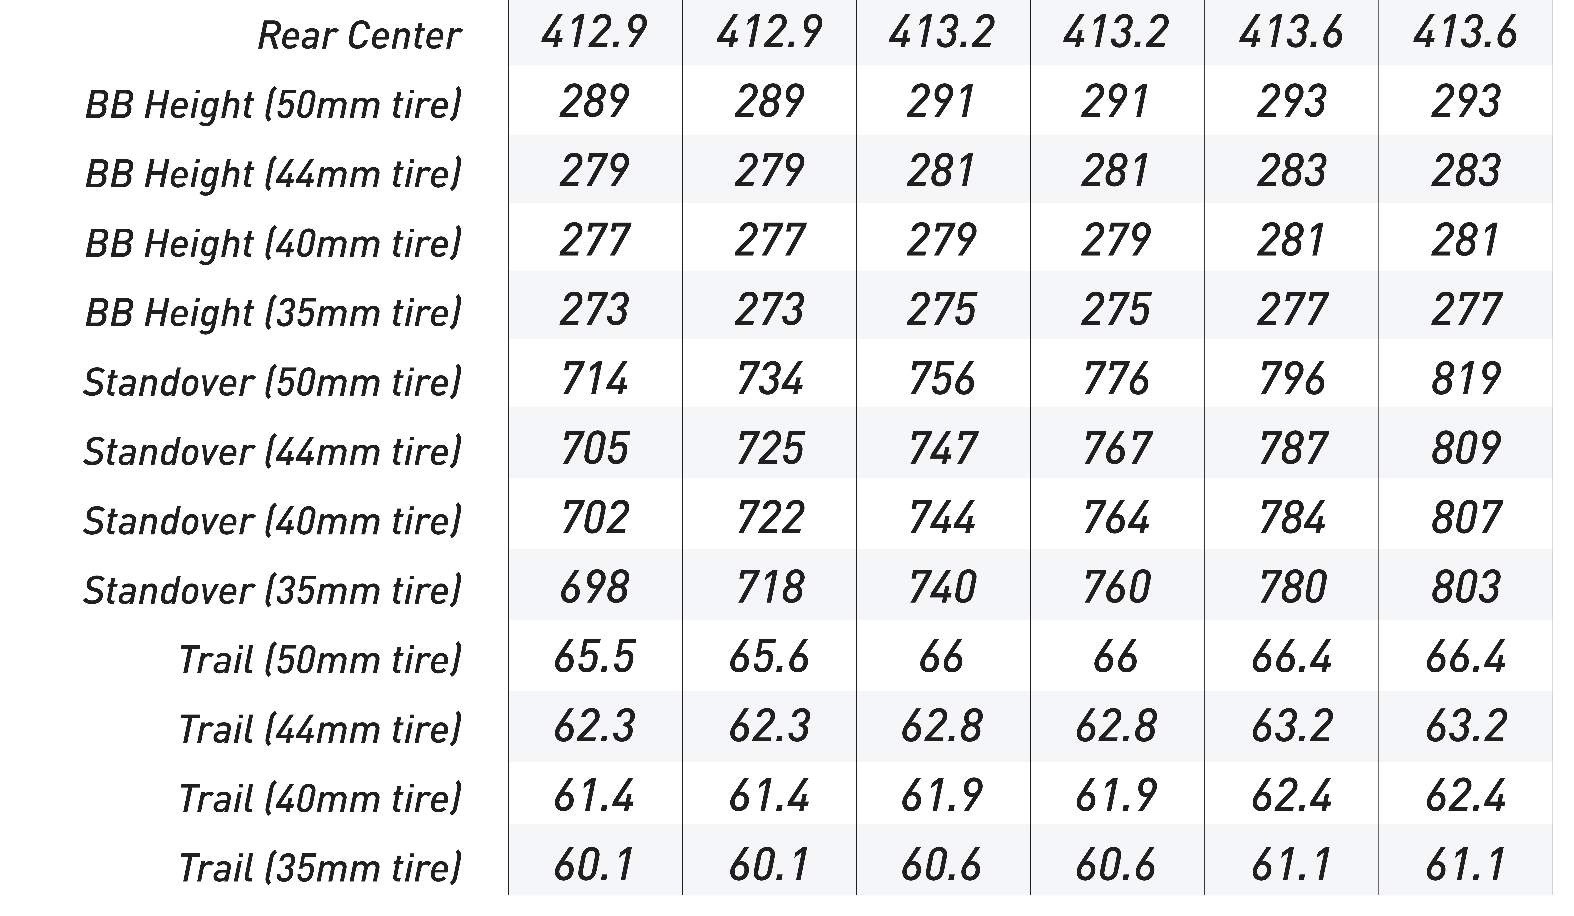 Rear Center 412.9 412.9 413.2 413.2 413.6 413.6
BB Height (50mm tire) 289 289 291 291 293 293
BB Height (44mm tire) 279 279 281 281 283 283
BB Height (40mm tire) 277 277 279 279 281 281
BB Height (35mm tire) 273 273 275 275 277 277
Standover (50mm tire) 714 734 756 776 796 819
Standover (44mm tire) 705 725 747 767 787 809
Standover (40mm tire) 702 722 744 764 784 807
Standover (35mm tire) 698 718 740 760 780 803
Trail (50mm tire) 65.5 65.6 66 66 66.4 66.4
Trail (44mm tire) 62.3 62.3 62.8 62.8 63.2 63.2
Trail (40mm tire) 61.4 61.4 61.9 61.9 62.4 62.4
Trail (35mm tire) 60.1 60.1 60.6 60.6 61.1 61.1